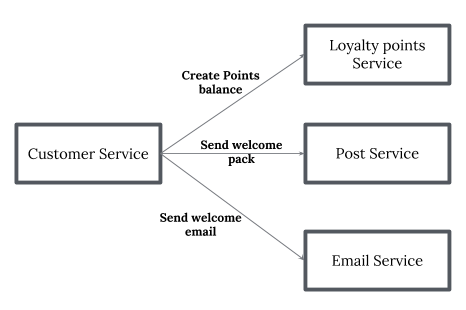 Loyalty points
Service
Create Points
balance
Customer Service
Send welcome
pack
Post Service
Send welcome
email
Email Service